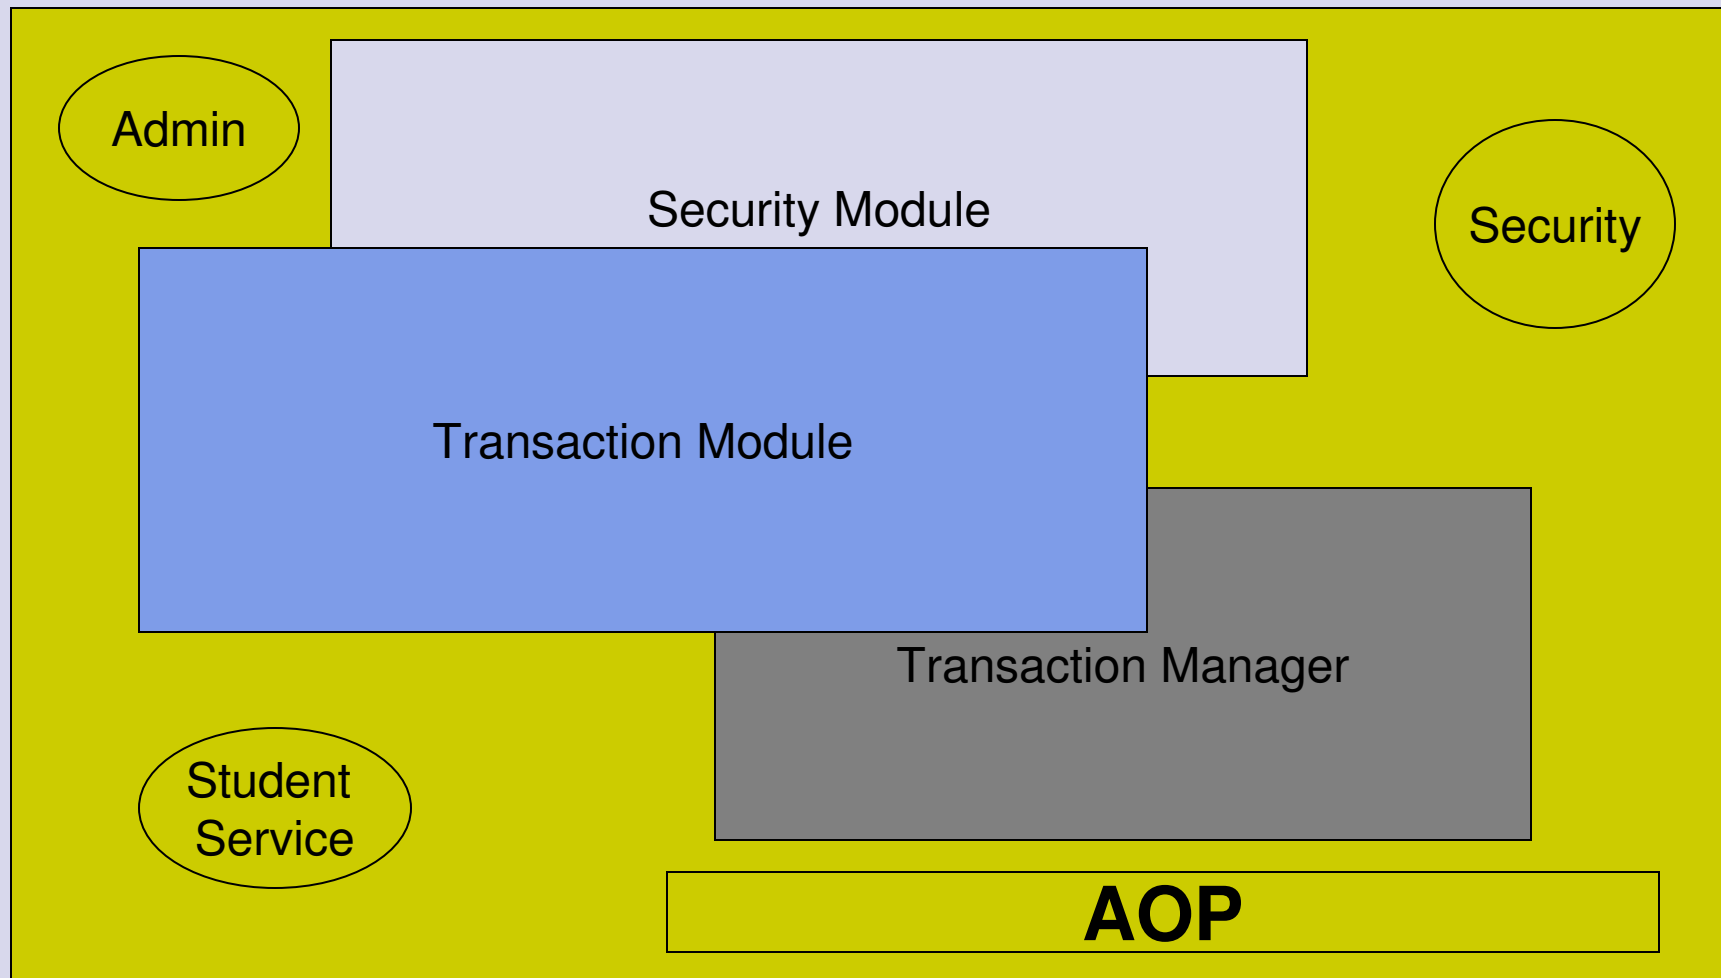 Admin
Security Module
Security
Transaction Module
Transaction Manager
Student
Service
AOP